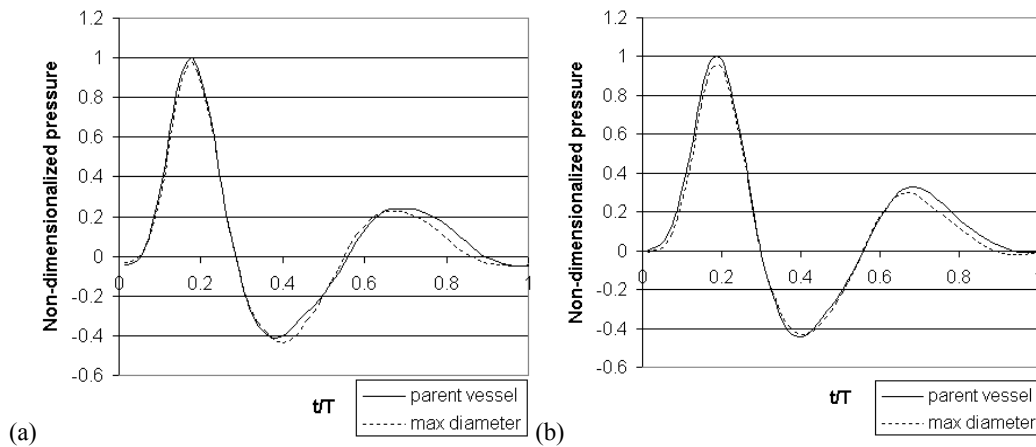 1.2
1
0.8
0.6
0.4
0.2
0
-0.2
-0.4
-0.6
0 0.2 0.4 0.6 0.8 1
Non-dimensionalized pressure
t/T
parent vessel
max diameter
(a)
1.2
1
0.8
0.6
0.4
0.2
0
-0.2
-0.4
-0.6
0 0.2 0.4 0.6 0.8
Non-dimensionalized pressure
t/T
parent vessel
max diameter
(b)